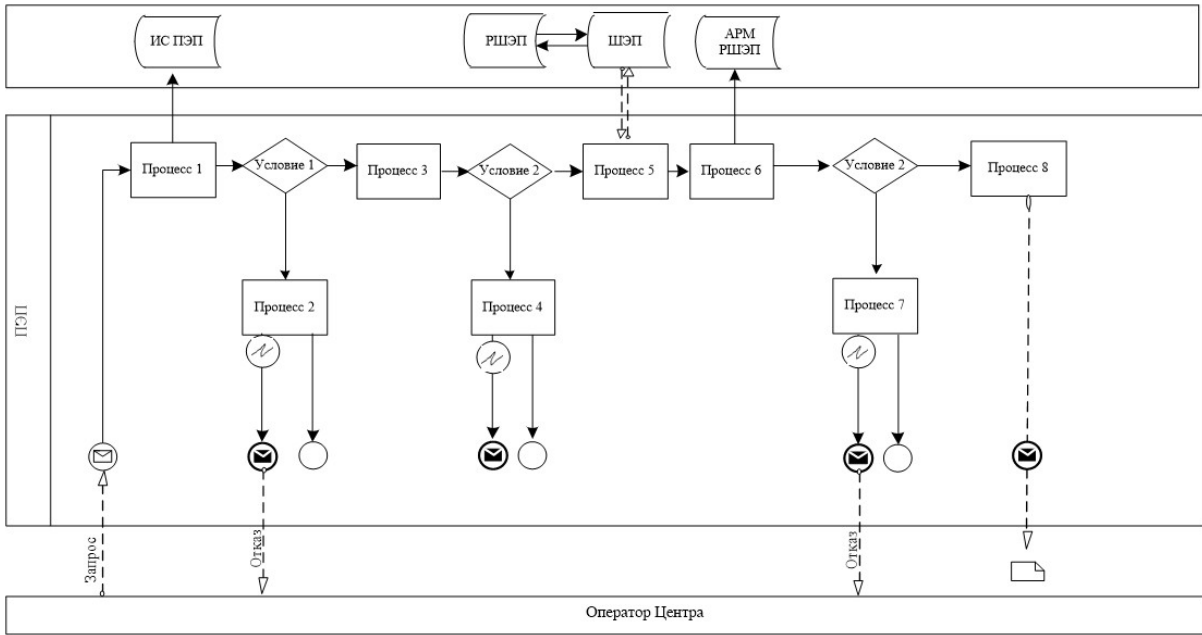 ИС ПЭП
РШЭП
ШЭП
АРМ
РШЭП
Процесс 1
Условие 1
Процесс 3
Условие 2
Процесс 5
Процесс 6
Условие 2
Процесс 8
Процесс 2
Процесс 4
Процесс 7
ПСП
Запрос
Отказ
Отказ
Оператор Центра